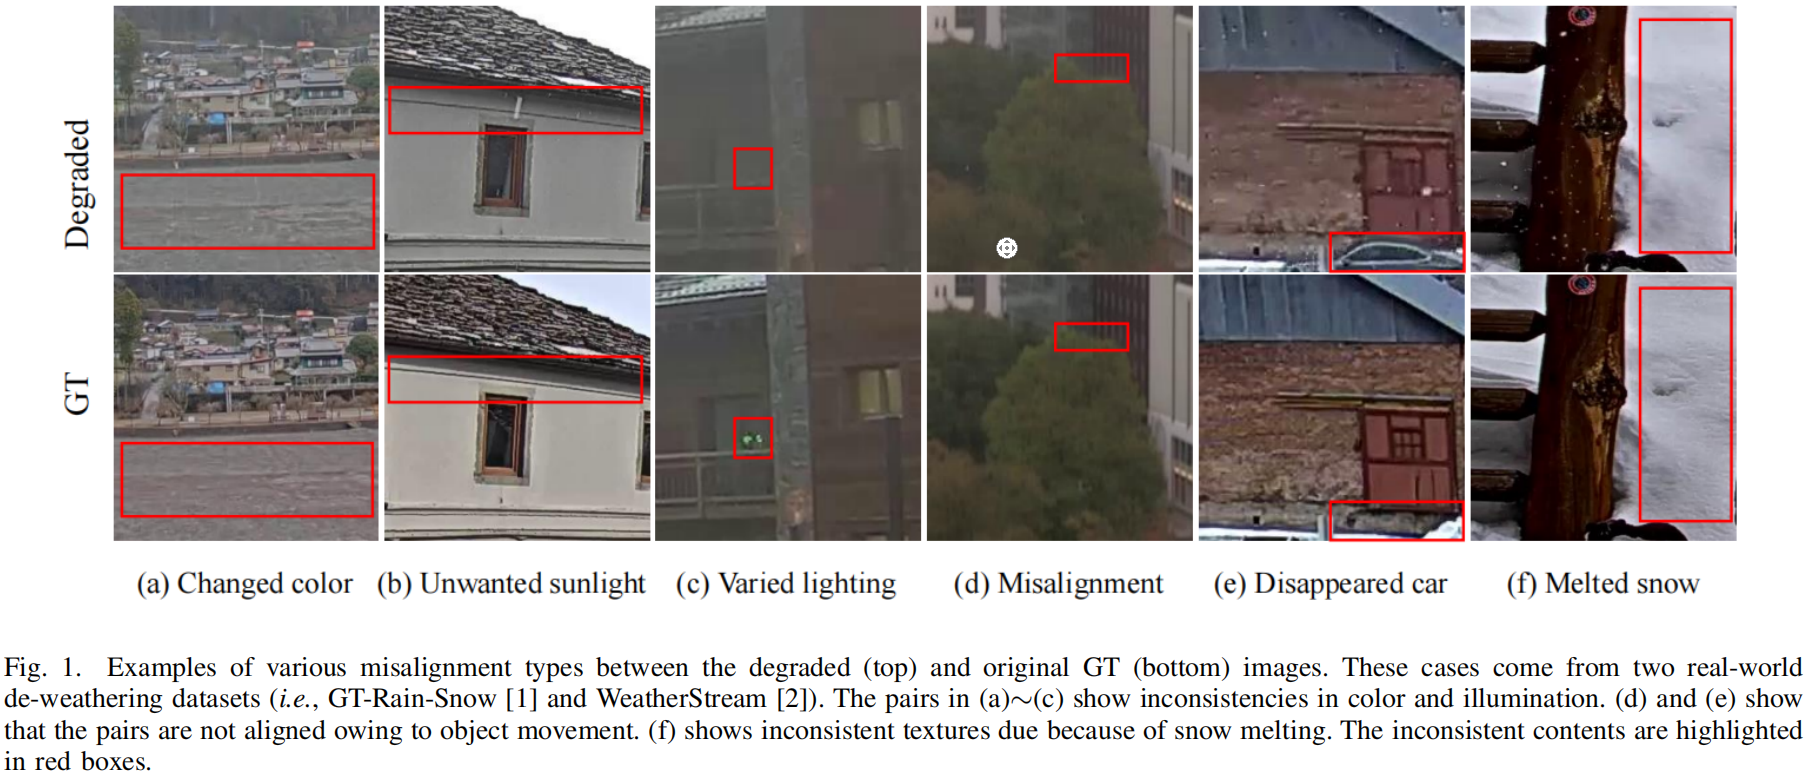 Degraded
GT
(a) Changed color (b) Unwanted sunlight (c) Varied lighting (d) Misalignment (e) Disappeared car (f) Melted snow
Fig. 1. Examples of various misalignment types between the degraded (top) and original GT (bottom) images. These cases come from two real-world
de-weathering datasets (i.e., GT-Rain-Snow [1] and WeatherStream [2]). The pairs in (a)∼(c) show inconsistencies in color and illumination. (d) and (e) show
that the pairs are not aligned owing to object movement. (f) shows inconsistent textures due because of snow melting. The inconsistent contents are highlighted
in red boxes.